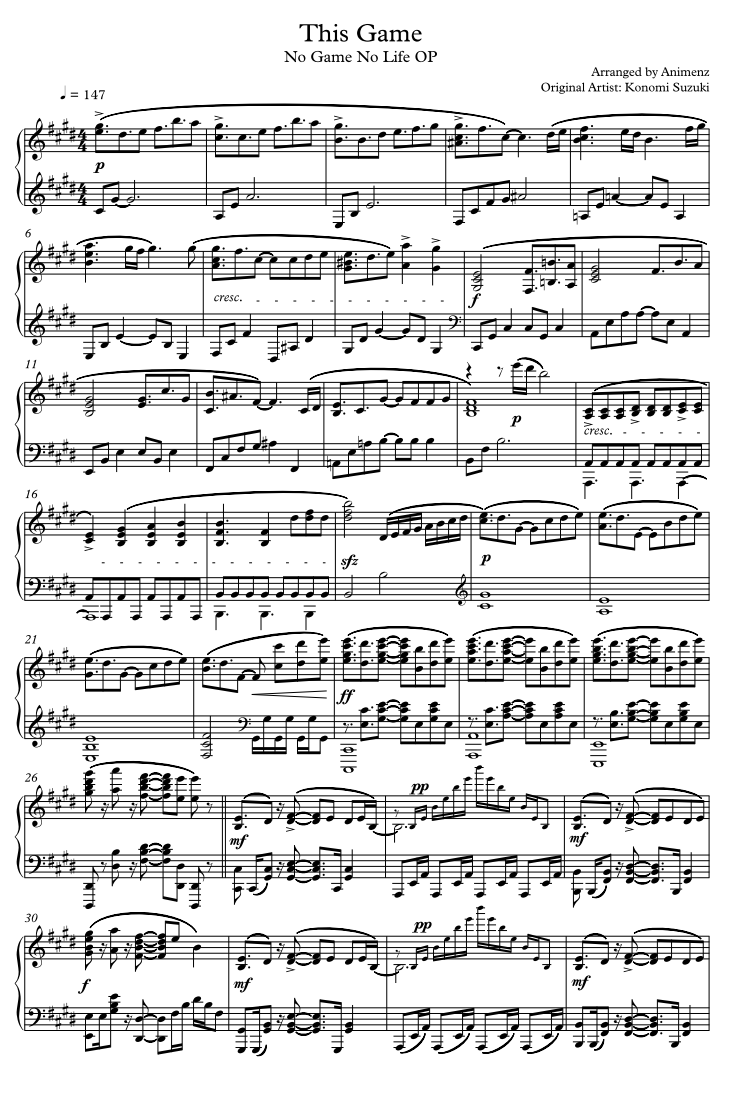 This Game
No Game No Life OP
Arranged by Animenz
Original Artist: Konomi Suzuki
♩ = 147
p
6
cresc.
f
11
p
cresc.
16
sfz
p
21
ff
26
mf
pp
mf
30
f
mf
pp
mf